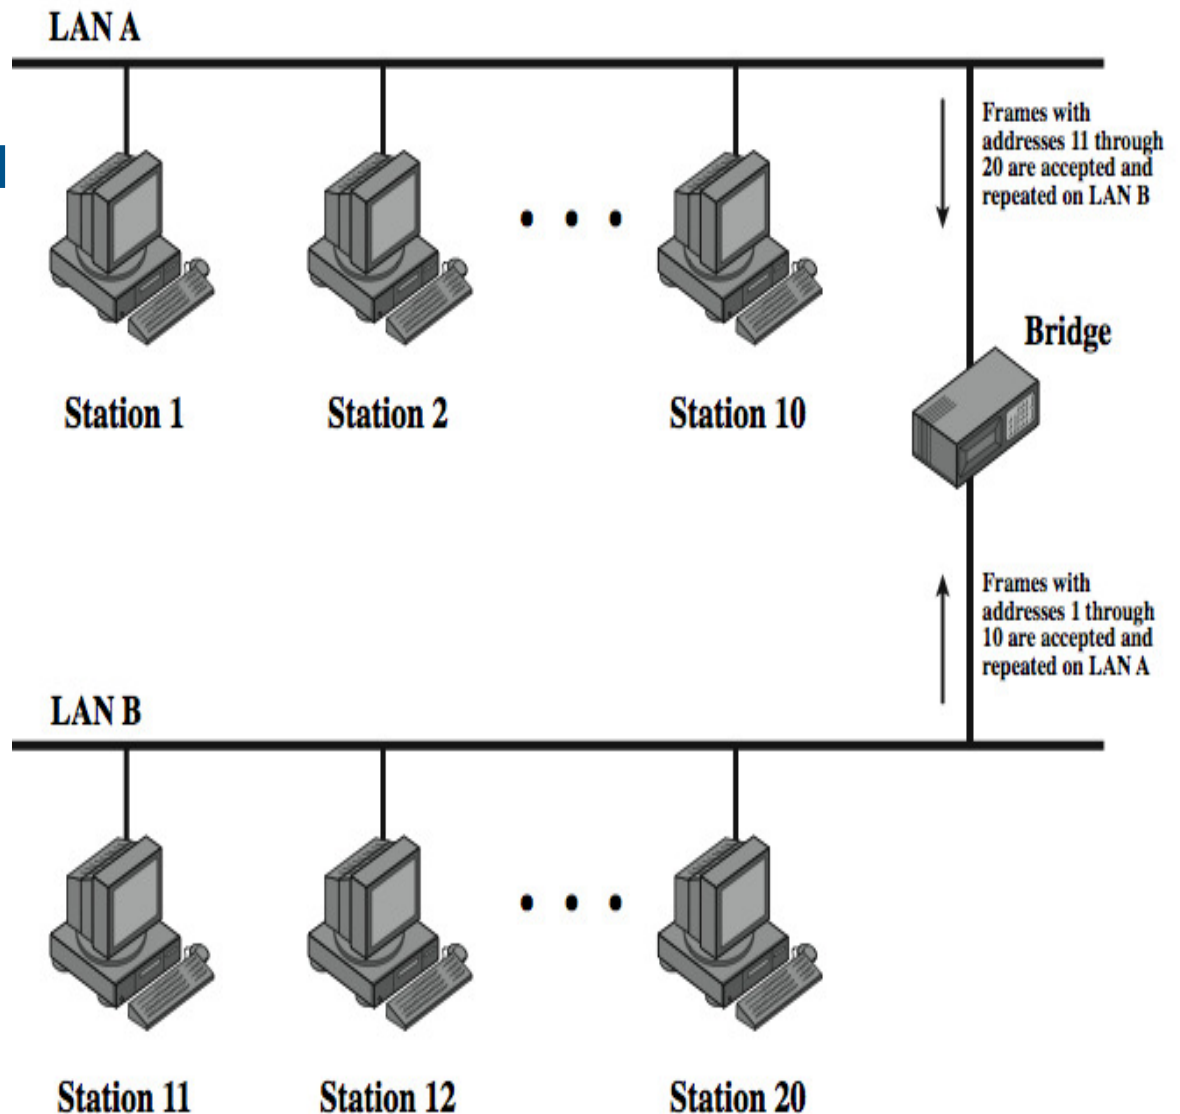 LAN A
Frames with
addresses 11 through
20 are accepted and
repeated on LAN B
Bridge
Station 1
Station 2
Station 10
Frames with
addresses 1 through
10 are accepted and
repeated on LAN A
LAN B
Station 11
Station 12
Station 20